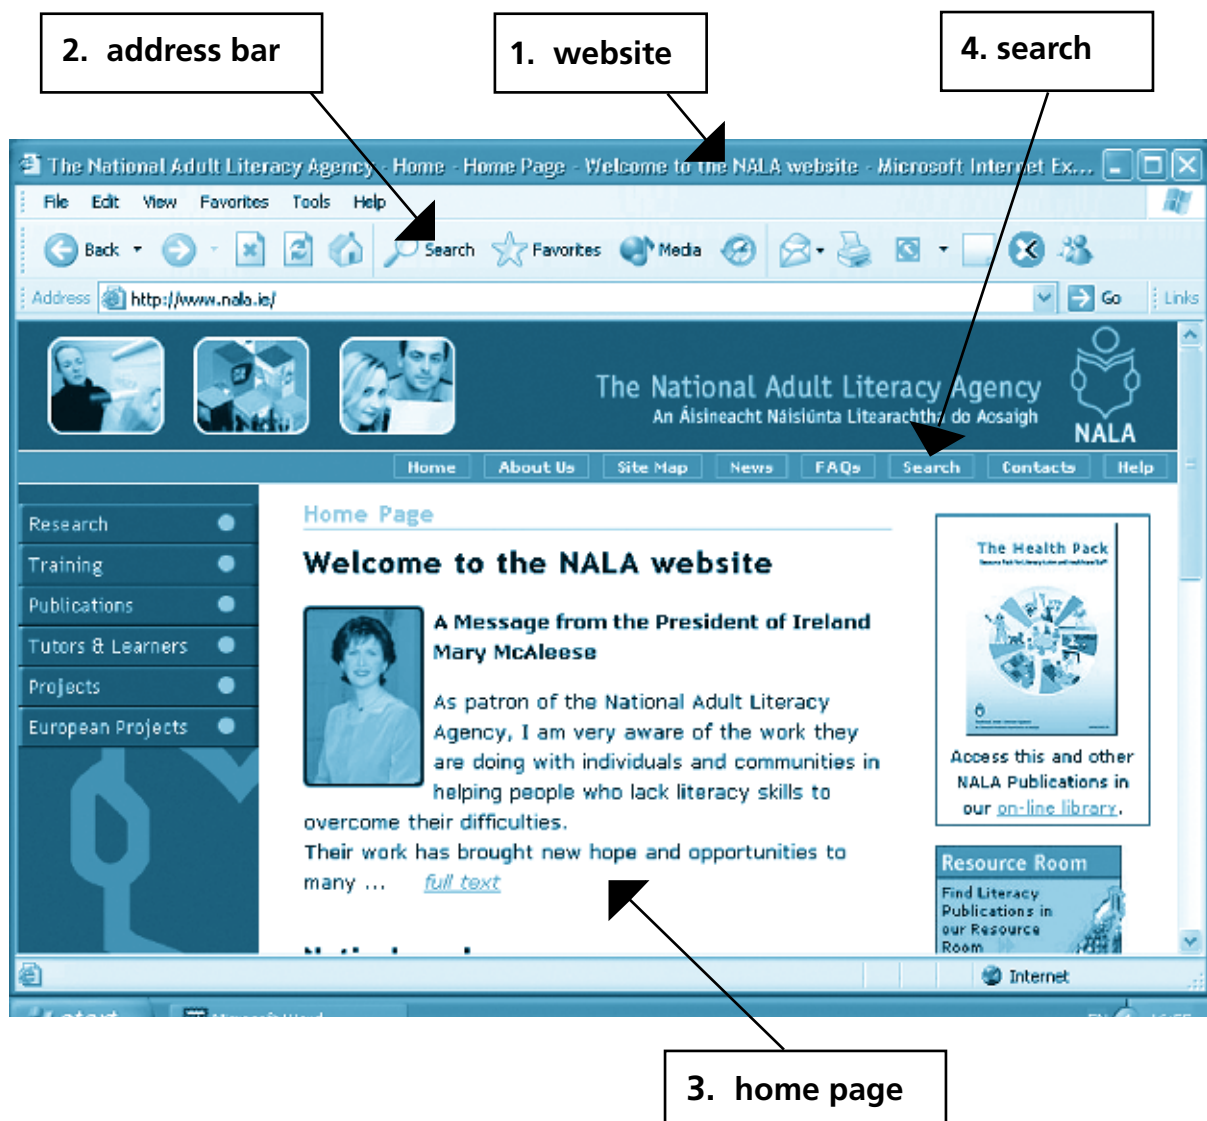 2. address bar
1. website
4. search
The National Adult Literacy Agency - Home - Home Page - Welcome to the NALA website - Microsoft Internet Ex...
File Edit View Favorites Tools Help
Back Search Favorites Media
Address http://www.nala.ie/ Go Links
The National Adult Literacy Agency
An Áisineacht Náisiúnta Litearachtha do Aosaigh
NALA
Home About Us Site Map News FAQs Search Contacts Help
Research
Training
Publications
Tutors & Learners
Projects
European Projects
Home Page
Welcome to the NALA website
A Message from the President of Ireland
Mary McAleese
As patron of the National Adult Literacy
Agency, I am very aware of the work they
are doing with individuals and communities in
helping people who lack literacy skills to
overcome their difficulties.
Their work has brought new hope and opportunities to
many ... full text
The Health Pack
Access this and other
NALA Publications in
our on-line library.
Resource Room
Find Literacy
Publications in
our Resource
Room
Internet
3. home page